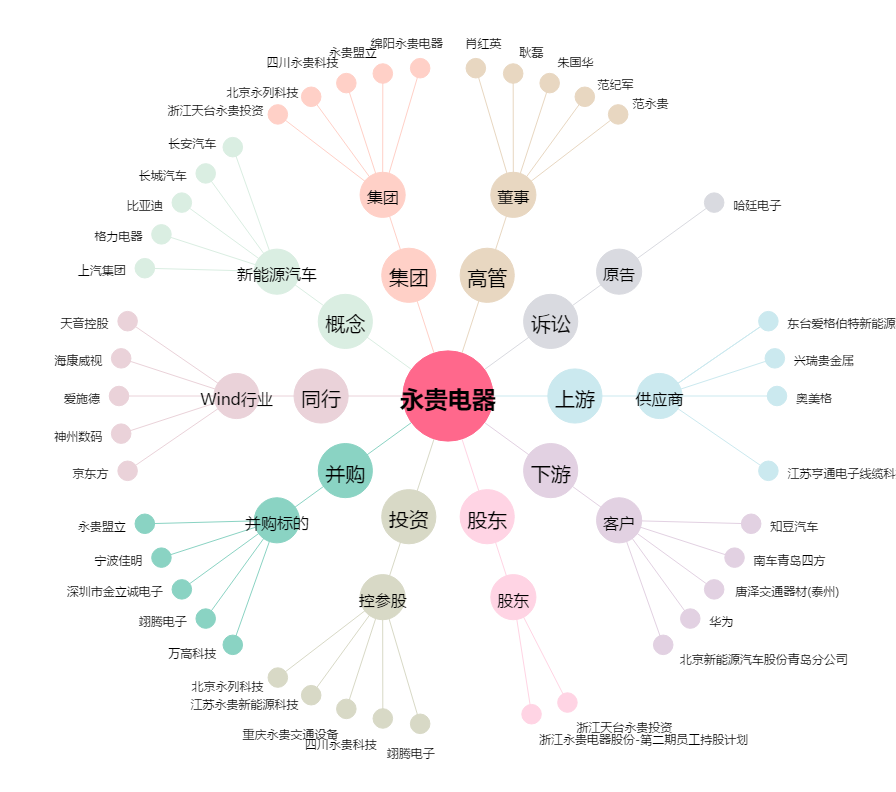 肖红英
绵阳永贵电器
耿磊
永贵盟立
朱国华
四川永贵科技
范纪军
北京永列科技
范永贵
浙江天台永贵投资
长安汽车
长城汽车
集团
董事
比亚迪
哈廷电子
格力电器
上汽集团
新能源汽车
集团
高管
原告
天音控股
概念
诉讼
东台爱格伯特新能源
海康威视
兴瑞贵金属
爱施德
Wind行业
同行
永贵电器
上游
供应商
奥美格
神州数码
京东方
并购
下游
江苏亨通电子线缆科
永贵盟立
并购标的
投资
股东
客户
知豆汽车
宁波佳明
南车青岛四方
深圳市金立诚电子
唐泽交通器材(泰州)
控参股
股东
翊腾电子
华为
万高科技
北京新能源汽车股份青岛分公司
北京永列科技
江苏永贵新能源科技
浙江天台永贵投资
重庆永贵交通设备
浙江永贵电器股份-第二期员工持股计划
四川永贵科技
翊腾电子